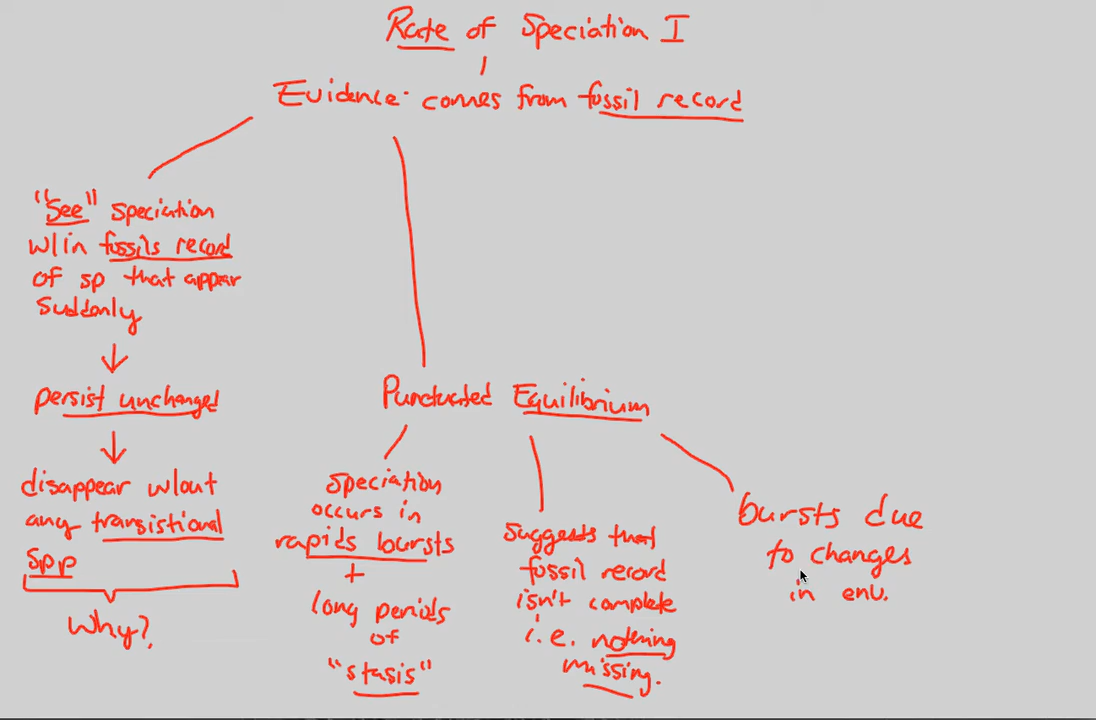 Rate of Speciation I
Evidence: comes from fossil record
"See" speciation
w/in fossils record
of sp that appear
Suddenly
persist unchanged
disappear w/out
any transistional
Spp
Why?
Punctuated Equilibrium
speciation
occurs in
rapids bursts
+
long periods
of
"stasis"
suggests that
fossil record
isn't complete
i.e. nothing
missing.
bursts due
to changes
in env.